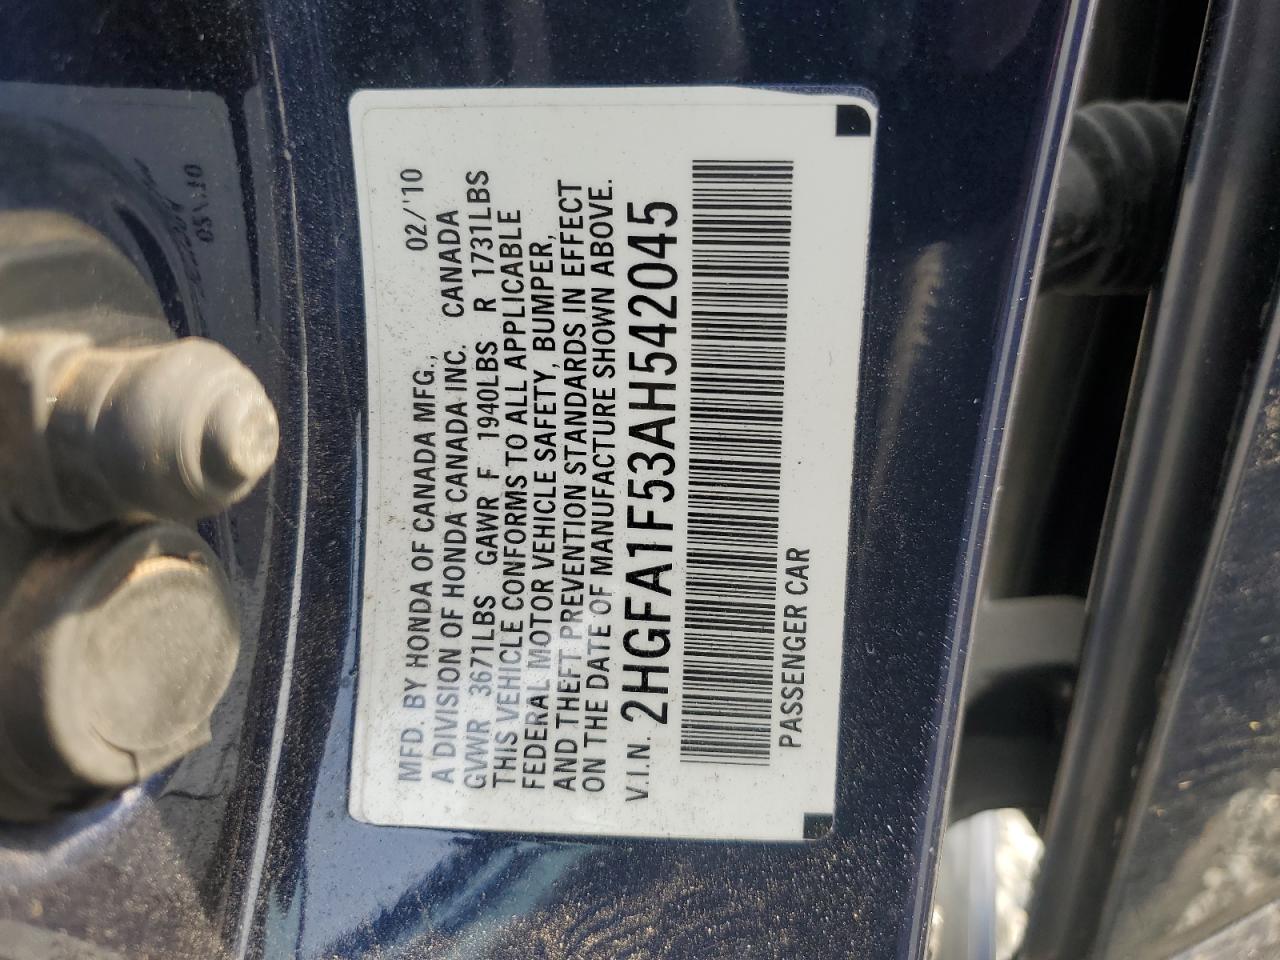 MFD. BY HONDA OF CANADA MFG., 02/'10
A DIVISION OF HONDA CANADA INC. CANADA
GVWR 3671LBS GAWR F 1940LBS R 1731LBS
THIS VEHICLE CONFORMS TO ALL APPLICABLE
FEDERAL MOTOR VEHICLE SAFETY, BUMPER,
AND THEFT PREVENTION STANDARDS IN EFFECT
ON THE DATE OF MANUFACTURE SHOWN ABOVE.
V.I.N. 2HGFA1F53AH542045
PASSENGER CAR